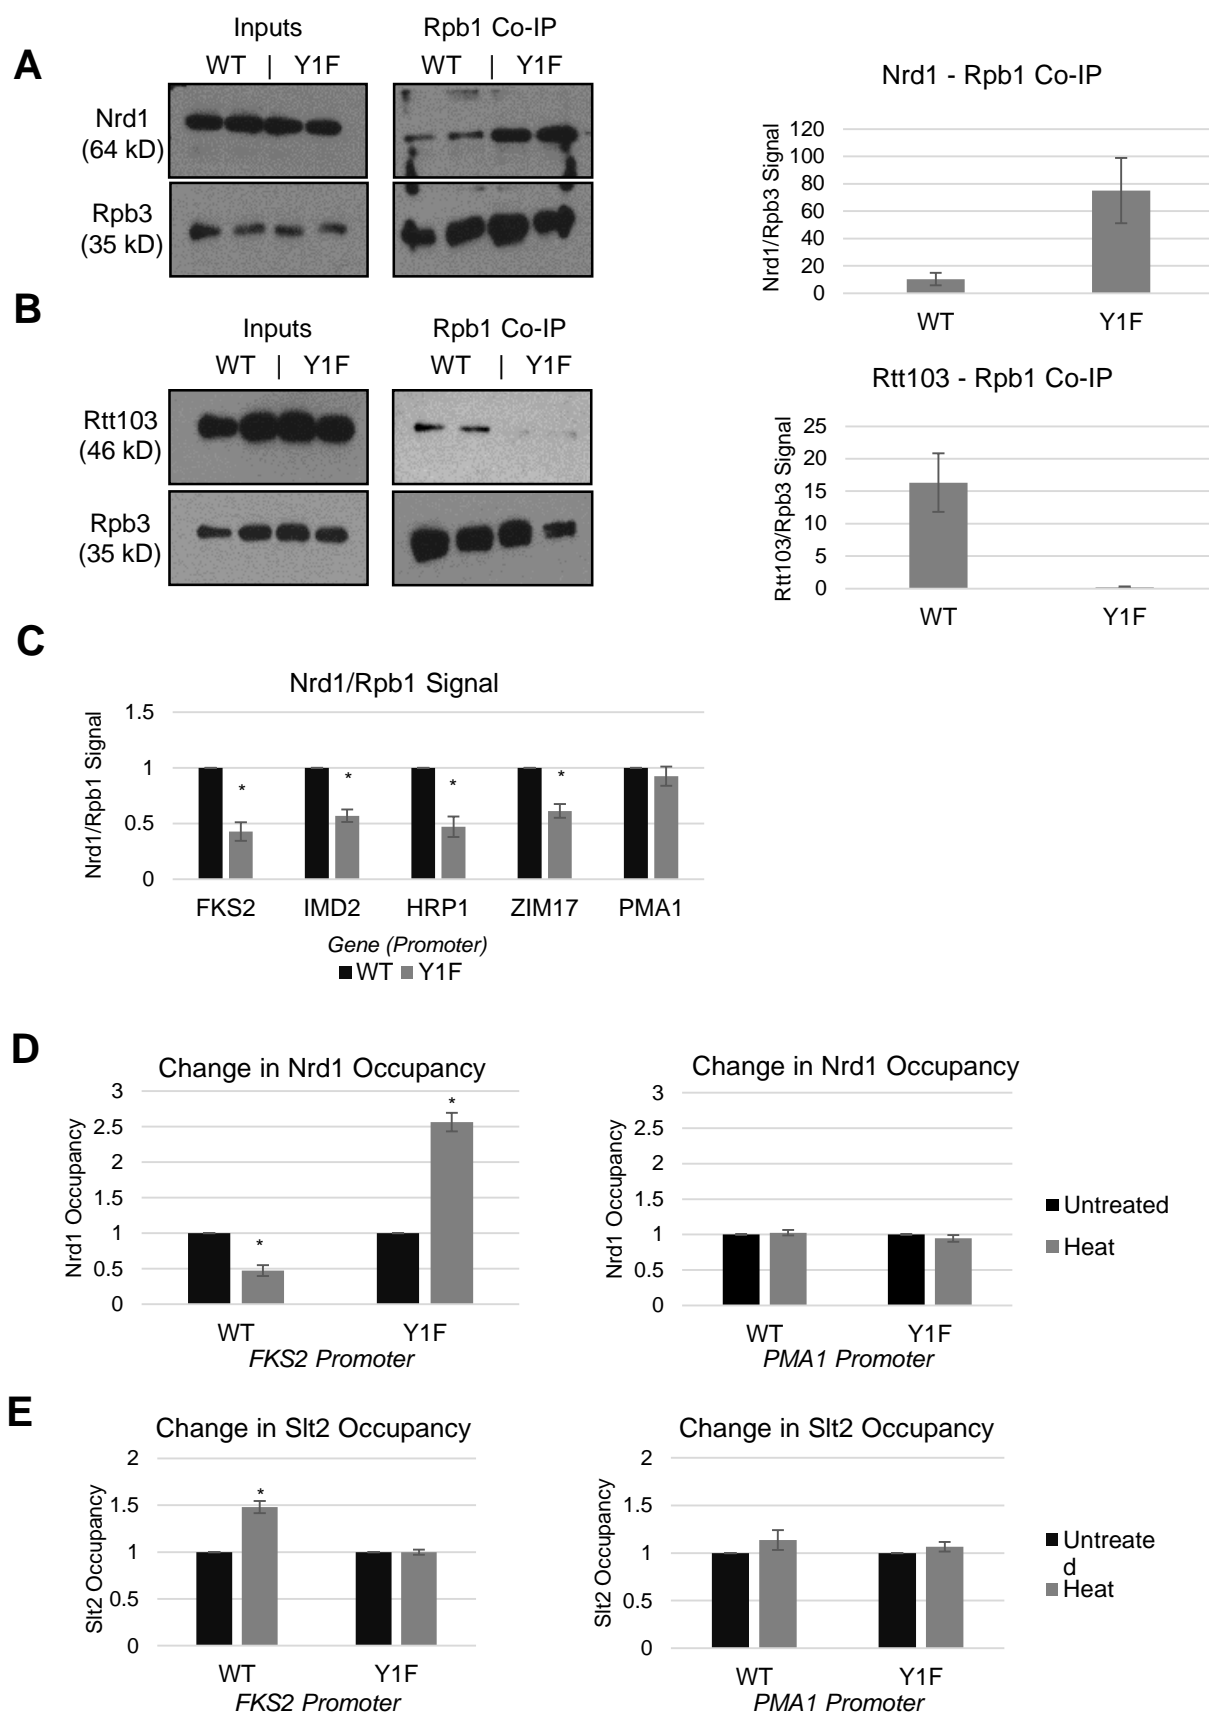 A
Inputs
Rpb1 Co-IP
WT | Y1F
WT | Y1F
Nrd1
(64 kD)
Rpb3
(35 kD)
Nrd1 - Rpb1 Co-IP
Nrd1/Rpb3 Signal
120
100
80
60
40
20
0
WT
Y1F
B
Inputs
Rpb1 Co-IP
WT | Y1F
WT | Y1F
Rtt103
(46 kD)
Rpb3
(35 kD)
Rtt103 - Rpb1 Co-IP
Rtt103/Rpb3 Signal
25
20
15
10
5
0
WT
Y1F
C
Nrd1/Rpb1 Signal
Nrd1/Rpb1 Signal
1.5
1
0.5
0
*
*
*
*
FKS2
IMD2
HRP1
ZIM17
PMA1
Gene (Promoter)
WT Y1F
D
Change in Nrd1 Occupancy
Nrd1 Occupancy
3
2.5
2
1.5
1
0.5
0
*
*
WT
Y1F
FKS2 Promoter
Change in Nrd1 Occupancy
Nrd1 Occupancy
3
2.5
2
1.5
1
0.5
0
WT
Y1F
PMA1 Promoter
Untreated
Heat
E
Change in Slt2 Occupancy
Slt2 Occupancy
2
1.5
1
0.5
0
*
WT
Y1F
FKS2 Promoter
Change in Slt2 Occupancy
Slt2 Occupancy
2
1.5
1
0.5
0
WT
Y1F
PMA1 Promoter
Untreate
d
Heat